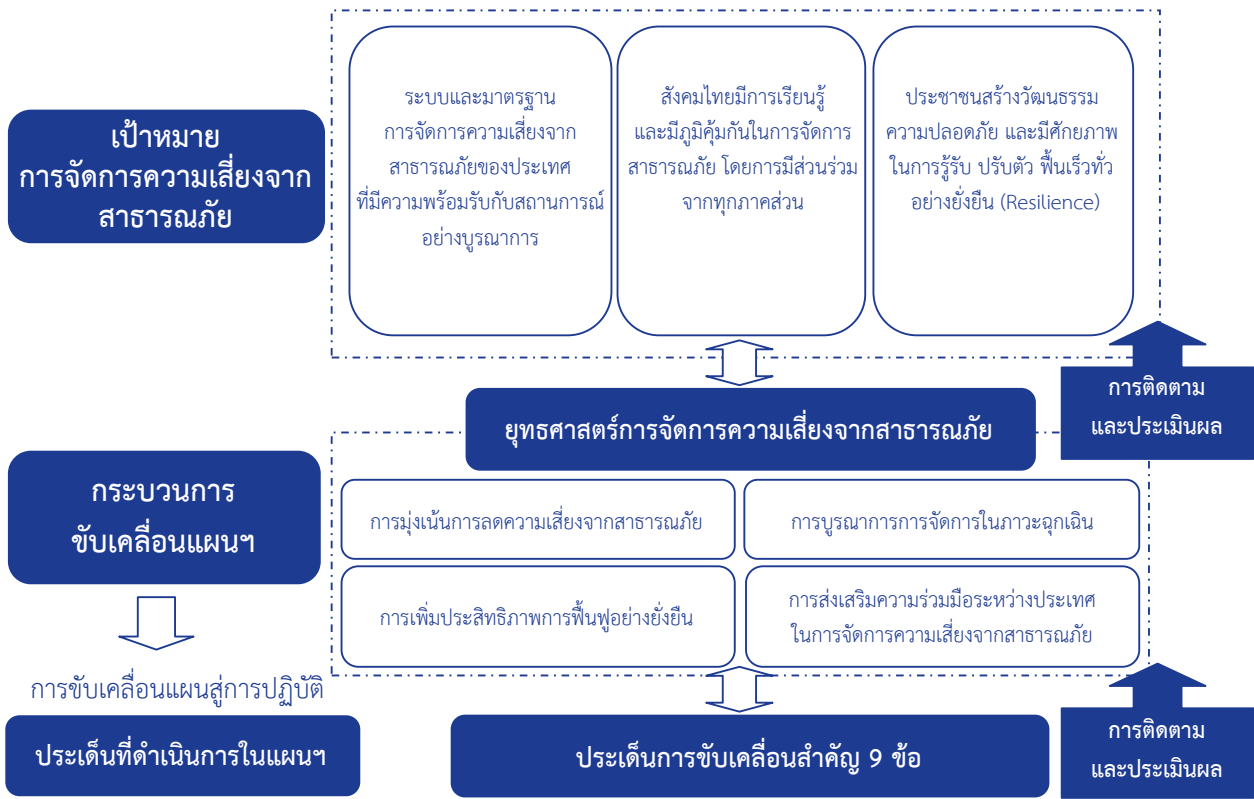 เป้าหมาย
การจัดการความเสี่ยงจาก
สาธารณภัย
ระบบและมาตรฐาน
การจัดการความเสี่ยงจาก
สาธารณภัยของประเทศ
ที่มีความพร้อมรับกับสถานการณ์
อย่างบูรณาการ
สังคมไทยมีการเรียนรู้
และมีภูมิคุ้มกันในการจัดการ
สาธารณภัย โดยการมีส่วนร่วม
จากทุกภาคส่วน
ประชาชนสร้างวัฒนธรรม
ความปลอดภัย และมีศักยภาพ
ในการรู้รับ ปรับตัว ฟื้นเร็วทั่ว
อย่างยั่งยืน (Resilience)
การติดตาม
และประเมินผล
ยุทธศาสตร์การจัดการความเสี่ยงจากสาธารณภัย
กระบวนการ
ขับเคลื่อนแผนฯ
การมุ่งเน้นการลดความเสี่ยงจากสาธารณภัย
การบูรณาการการจัดการในภาวะฉุกเฉิน
การเพิ่มประสิทธิภาพการฟื้นฟูอย่างยั่งยืน
การส่งเสริมความร่วมมือระหว่างประเทศ
ในการจัดการความเสี่ยงจากสาธารณภัย
การขับเคลื่อนแผนสู่การปฏิบัติ
ประเด็นที่ดำเนินการในแผนฯ
ประเด็นการขับเคลื่อนสำคัญ 9 ข้อ
การติดตาม
และประเมินผล